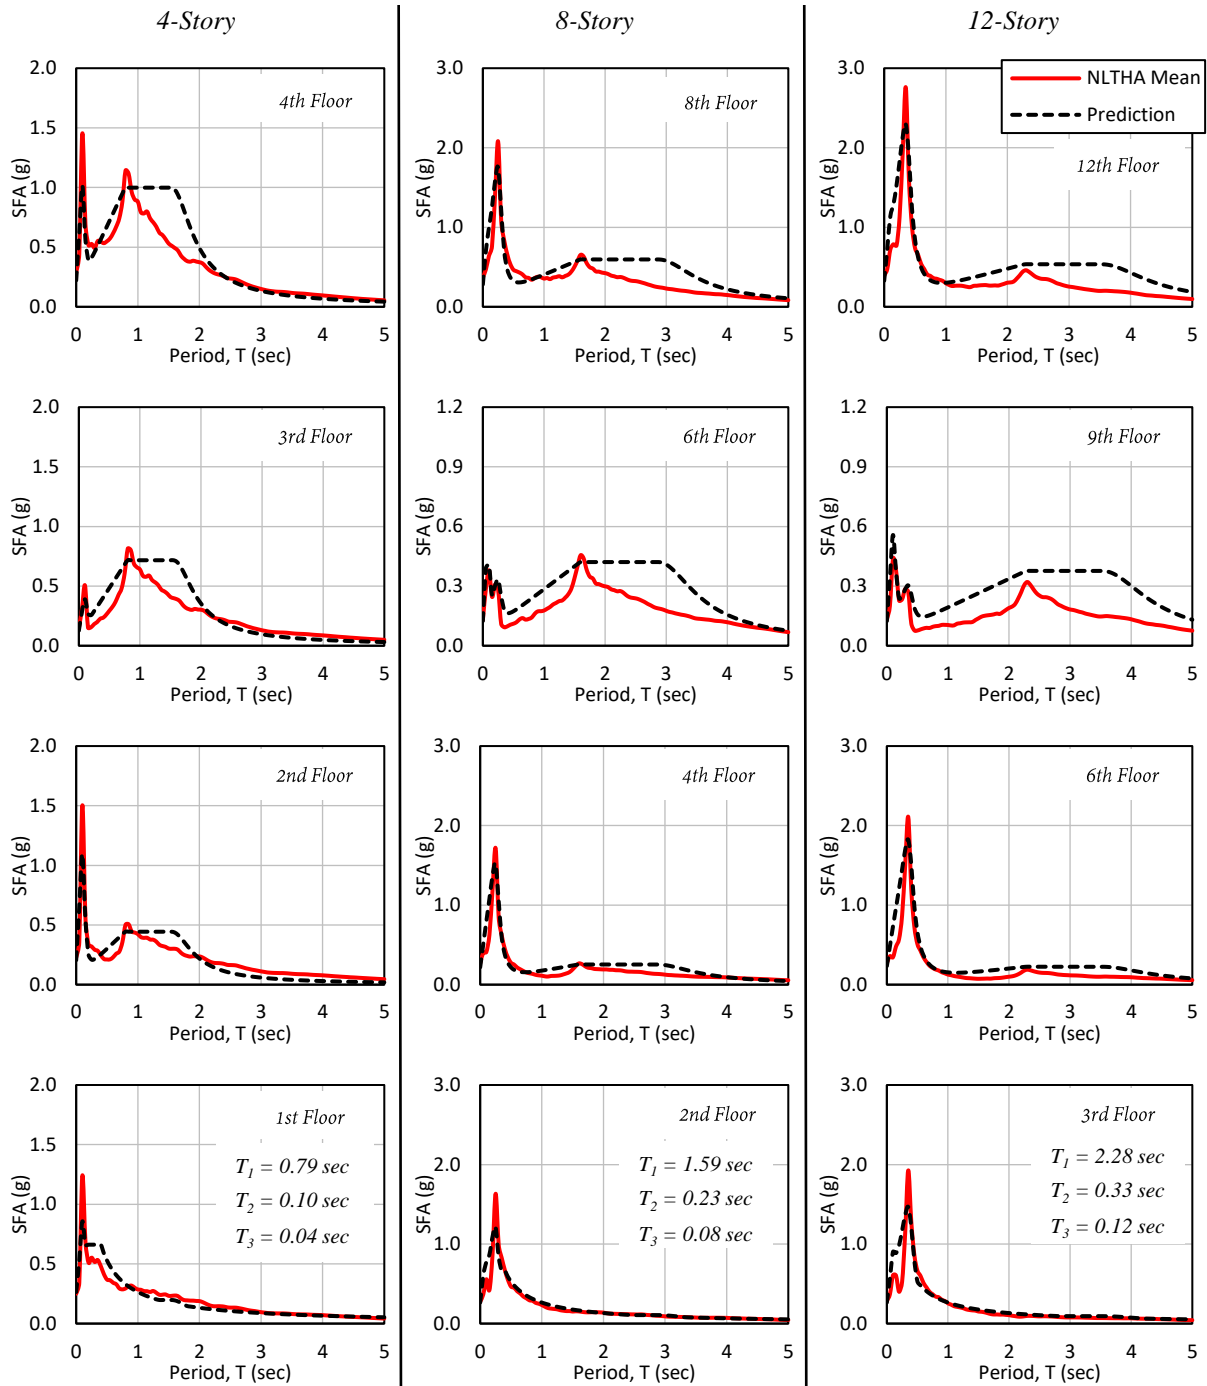 4-Story 8-Story 12-Story
NLTHA Mean
Prediction
2.0
1.5
1.0
0.5
0.0
SFA (g)
4th Floor
0 1 2 3 4 5
Period, T (sec)
3.0
2.0
1.0
0.0
SFA (g)
8th Floor
0 1 2 3 4 5
Period, T (sec)
3.0
2.0
1.0
0.0
SFA (g)
12th Floor
0 1 2 3 4 5
Period, T (sec)
2.0
1.5
1.0
0.5
0.0
SFA (g)
3rd Floor
0 1 2 3 4 5
Period, T (sec)
1.2
0.9
0.6
0.3
0.0
SFA (g)
6th Floor
0 1 2 3 4 5
Period, T (sec)
1.2
0.9
0.6
0.3
0.0
SFA (g)
9th Floor
0 1 2 3 4 5
Period, T (sec)
2.0
1.5
1.0
0.5
0.0
SFA (g)
2nd Floor
0 1 2 3 4 5
Period, T (sec)
3.0
2.0
1.0
0.0
SFA (g)
4th Floor
0 1 2 3 4 5
Period, T (sec)
3.0
2.0
1.0
0.0
SFA (g)
6th Floor
0 1 2 3 4 5
Period, T (sec)
2.0
1.5
1.0
0.5
0.0
SFA (g)
1st Floor
T1 = 0.79 sec
T2 = 0.10 sec
T3 = 0.04 sec
0 1 2 3 4 5
Period, T (sec)
3.0
2.0
1.0
0.0
SFA (g)
2nd Floor
T1 = 1.59 sec
T2 = 0.23 sec
T3 = 0.08 sec
0 1 2 3 4 5
Period, T (sec)
3.0
2.0
1.0
0.0
SFA (g)
3rd Floor
T1 = 2.28 sec
T2 = 0.33 sec
T3 = 0.12 sec
0 1 2 3 4 5
Period, T (sec)